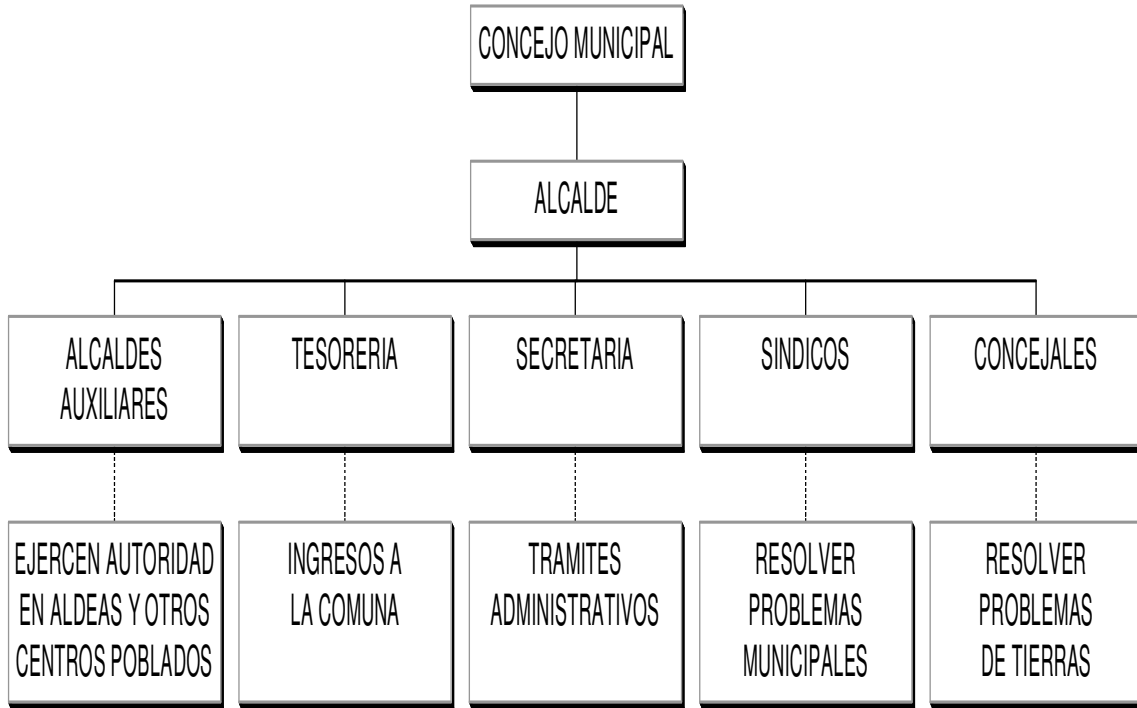 CONCEJO MUNICIPAL
ALCALDE
ALCALDES
AUXILIARES
TESORERIA
SECRETARIA
SINDICOS
CONCEJALES
EJERCEN AUTORIDAD
EN ALDEAS Y OTROS
CENTROS POBLADOS
INGRESOS A
LA COMUNA
TRAMITES
ADMINISTRATIVOS
RESOLVER
PROBLEMAS
MUNICIPALES
RESOLVER
PROBLEMAS
DE TIERRAS